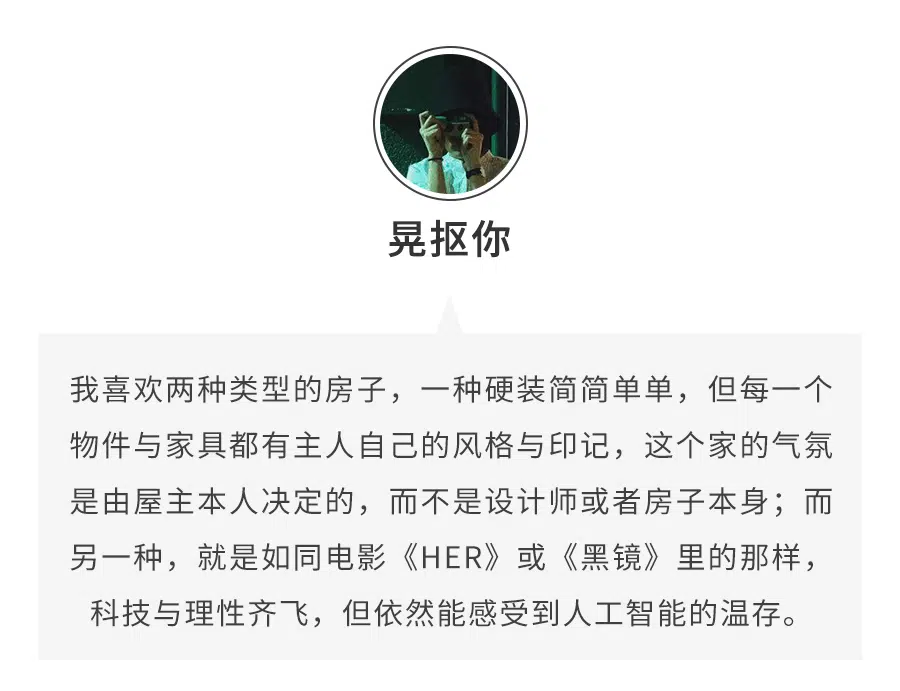 晃抠你
我喜欢两种类型的房子，一种硬装简简单单，但每一个
物件与家具都有主人自己的风格与印记，这个家的气氛
是由屋主本人决定的，而不是设计师或者房子本身；而
另一种，就是如同电影《HER》或《黑镜》里的那样，
科技与理性齐飞，但依然能感受到人工智能的温存。